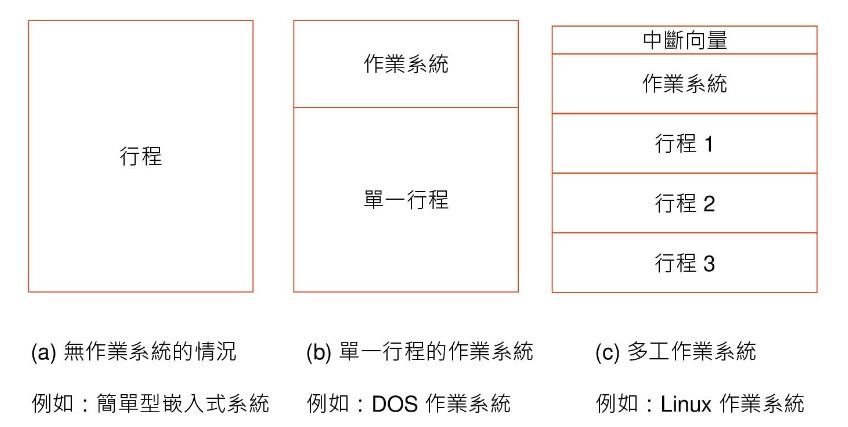 行程
作業系統
單一行程
中斷向量
作業系統
行程 1
行程 2
行程 3
(a) 無作業系統的情況
例如：簡單型嵌入式系統
(b) 單一行程的作業系統
例如：DOS 作業系統
(c) 多工作業系統
例如：Linux 作業系統